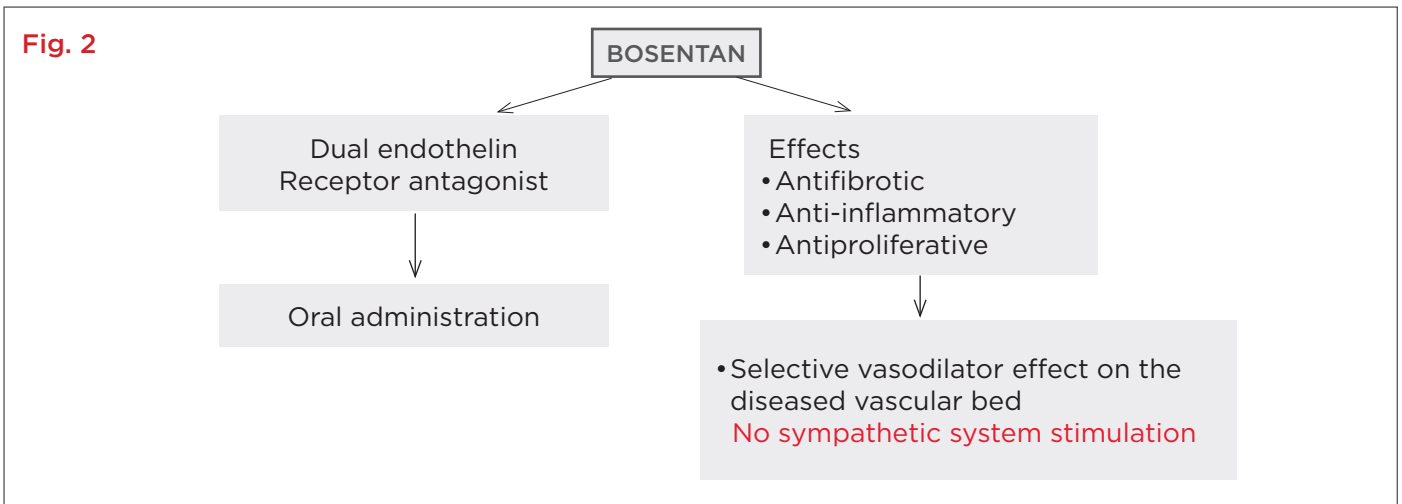 Fig. 2
BOSENTAN
Dual endothelin
Receptor antagonist
Oral administration
Effects
•Antifibrotic
•Anti-inflammatory
•Antiproliferative
•Selective vasodilator effect on the
diseased vascular bed
No sympathetic system stimulation